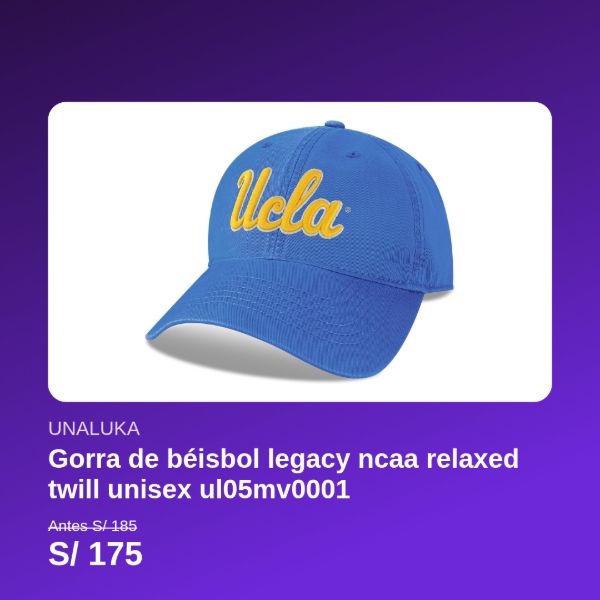 Ucla
UNALUKA
Gorra de béisbol legacy ncaa relaxed
twill unisex ul05mv0001
Antes S/ 185
S/ 175